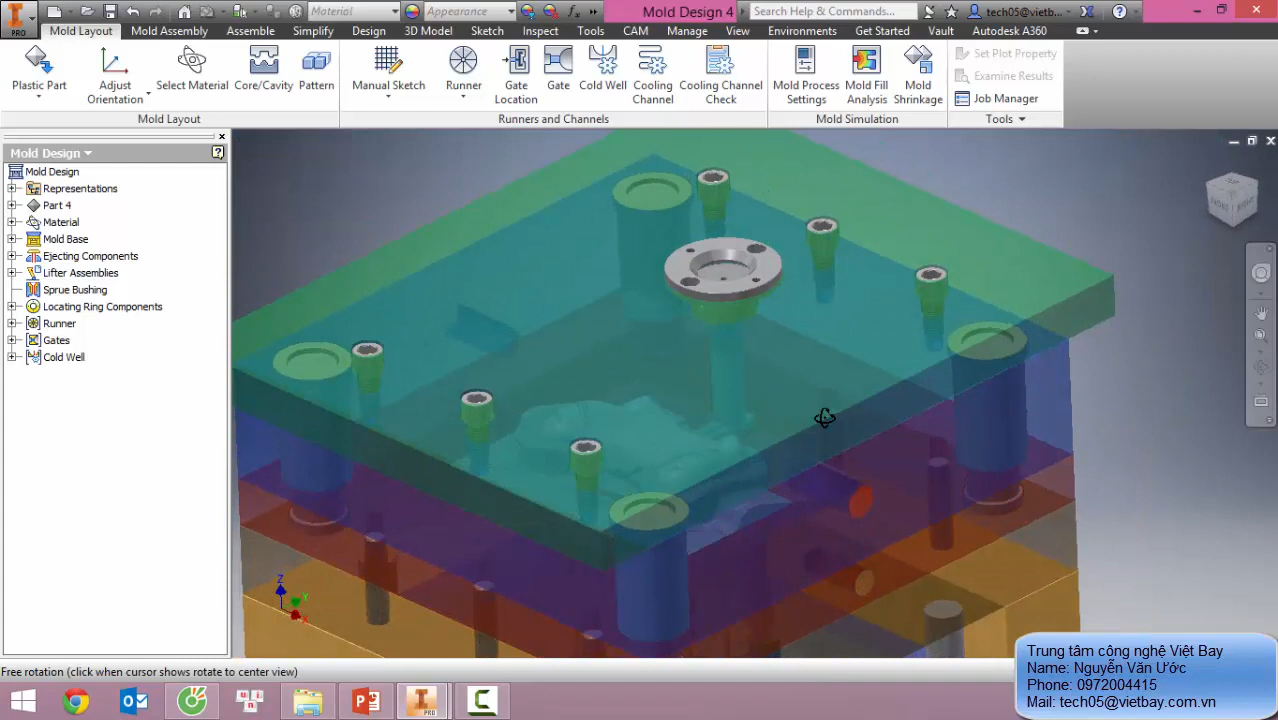 Material
Appearance
Mold Design 4
Search Help & Commands...
tech05@vietb...
PRO
Mold Layout
Mold Assembly
Assemble
Simplify
Design
3D Model
Sketch
Inspect
Tools
CAM
Manage
View
Environments
Get Started
Vault
Autodesk A360
Plastic Part
Adjust
Orientation
Select Material
Core/Cavity
Pattern
Manual Sketch
Runner
Gate
Location
Gate
Cold Well
Cooling
Channel
Cooling Channel
Check
Mold Process
Settings
Mold Fill
Analysis
Mold
Shrinkage
Set Plot Property
Examine Results
Job Manager
Mold Layout
Runners and Channels
Mold Simulation
Tools
Mold Design
Mold Design
Representations
Part 4
Material
Mold Base
Ejecting Components
Lifter Assemblies
Sprue Bushing
Locating Ring Components
Runner
Gates
Cold Well
Z
Y
X
Free rotation (click when cursor shows rotate to center view)
Trung tâm công nghệ Việt Bay
Name: Nguyễn Văn Ước
Phone: 0972004415
Mail: tech05@vietbay.com.vn
PRO